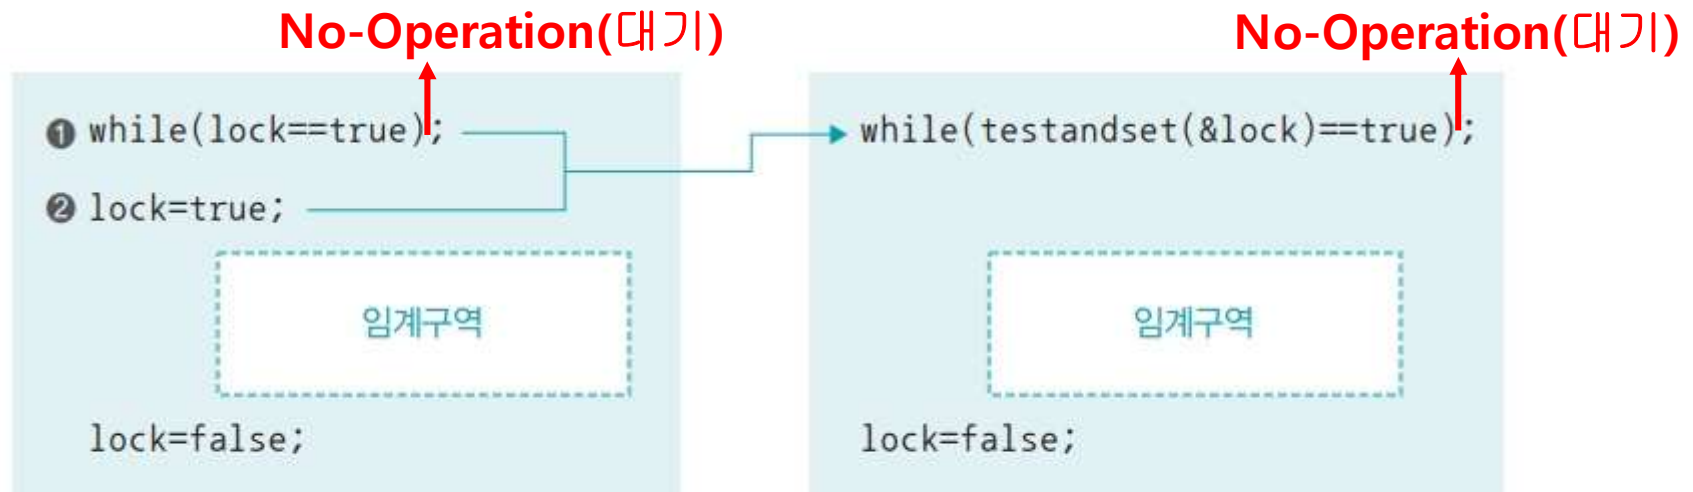 No-Operation(대기)
No-Operation(대기)
❶ while(lock==true);
❷ lock=true;
임계구역
lock=false;
while(testandset(&lock)==true);
임계구역
lock=false;